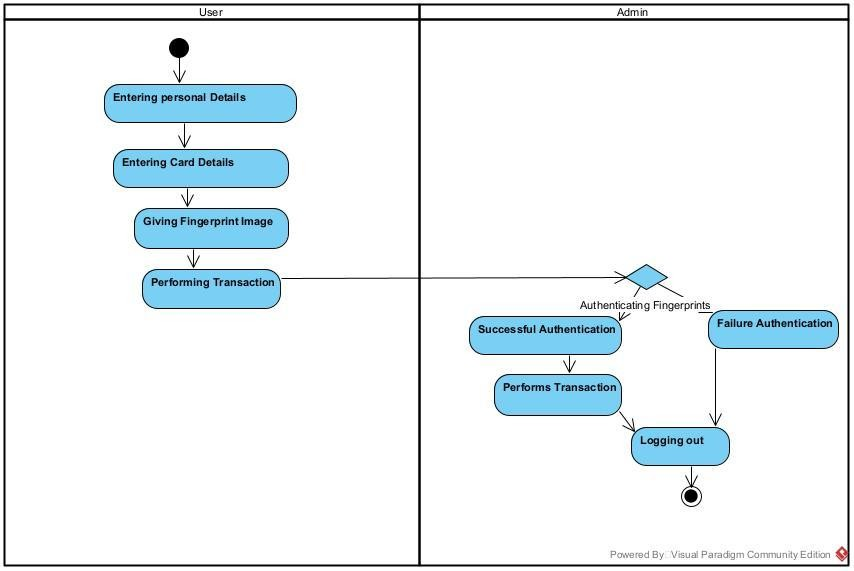 User
Admin
Entering personal Details
Entering Card Details
Giving Fingerprint Image
Performing Transaction
Authenticating Fingerprints
Successful Authentication
Failure Authentication
Performs Transaction
Logging out
Powered By Visual Paradigm Community Edition